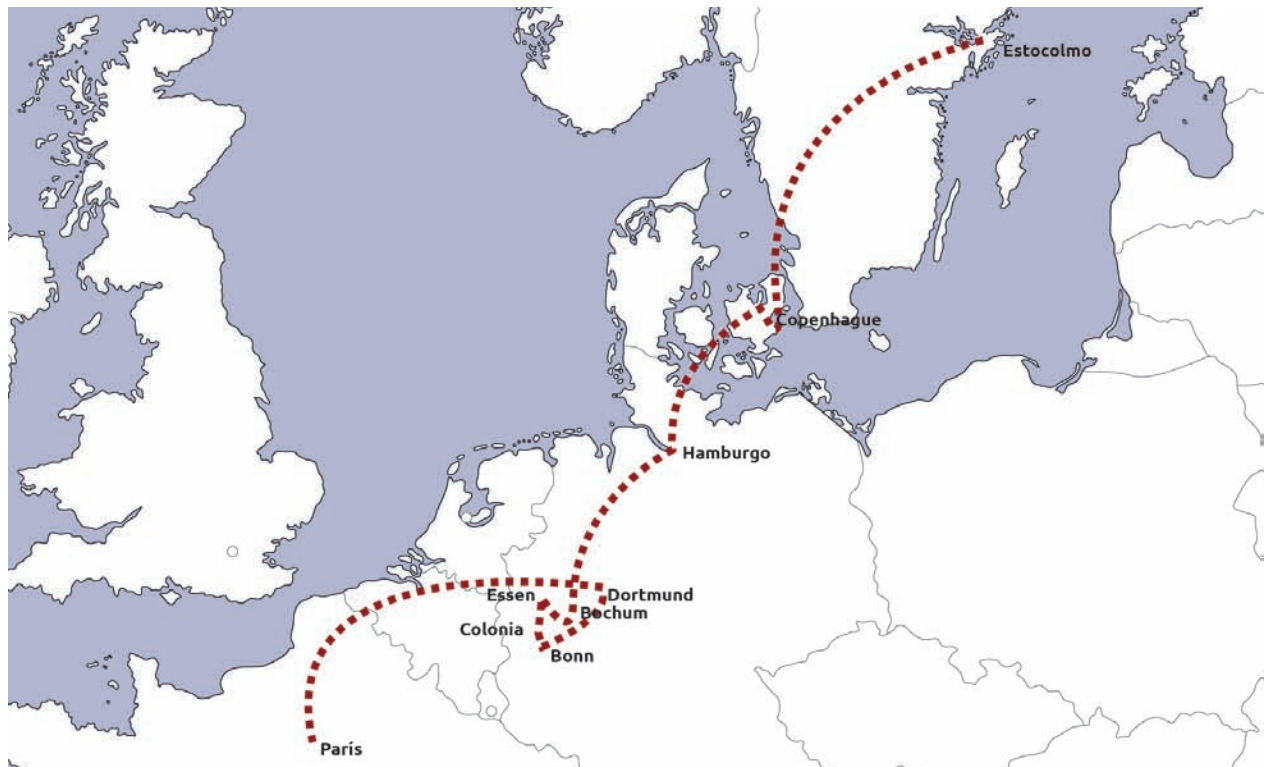 Estocolmo
Copenhague
Hamburgo
Essen
Dortmund
Bochum
Colonia
Bonn
París